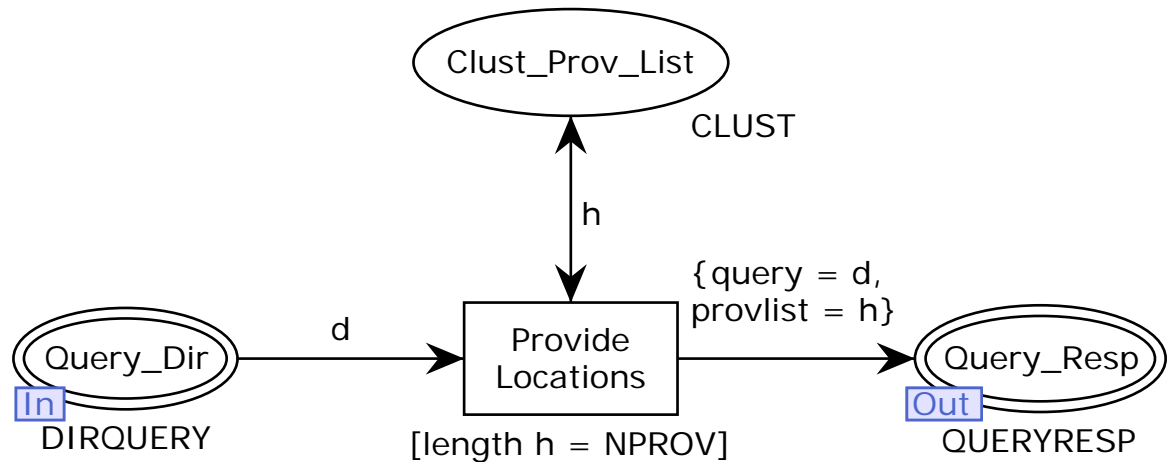 Clust_Prov_List
CLUST
h
{query = d,
provlist = h}
d
Provide
Locations
Query_Dir
Query_Resp
In
Out
DIRQUERY
[length h = NPROV]
QUERYRESP